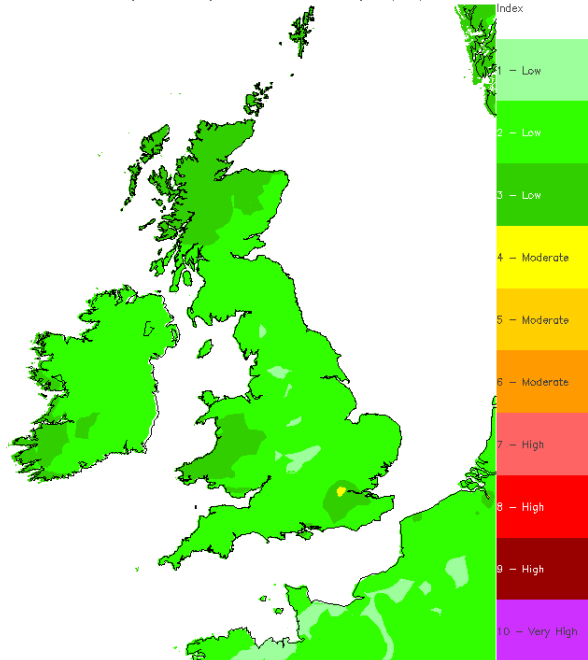 Index
1 - Low
2 - Low
3 - Low
4 - Moderate
5 - Moderate
6 - Moderate
7 - High
8 - High
9 - High
10 - Very High